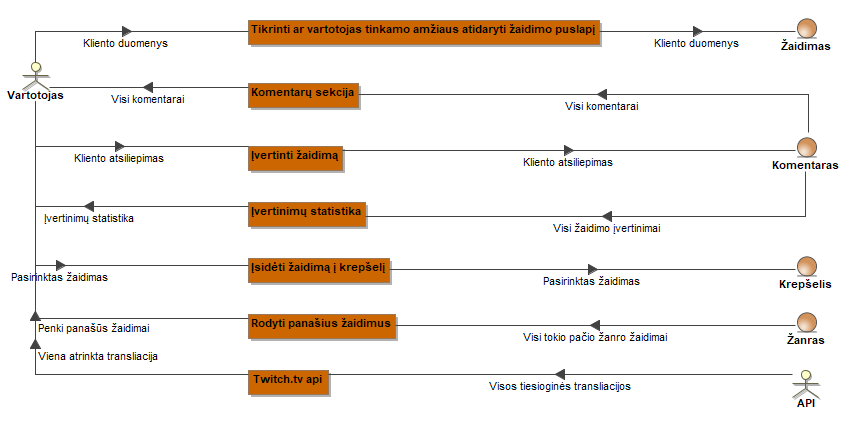 Tikrinti ar vartotojas tinkamo amžiaus atidaryti žaidimo puslapį
Kliento duomenys
Kliento duomenys
Žaidimas
Vartotojas
Visi komentarai
Komentarų sekcija
Visi komentarai
Kliento atsiliepimas
Įvertinti žaidimą
Kliento atsiliepimas
Komentaras
Įvertinimų statistika
Įvertinimų statistika
Visi žaidimo įvertinimai
Pasirinktas žaidimas
Įsidėti žaidimą į krepšelį
Pasirinktas žaidimas
Krepšelis
Penki panašūs žaidimai
Rodyti panašius žaidimus
Visi tokio pačio žanro žaidimai
Žanras
Viena atrinkta transliacija
Twitch.tv api
Visos tiesioginės transliacijos
API